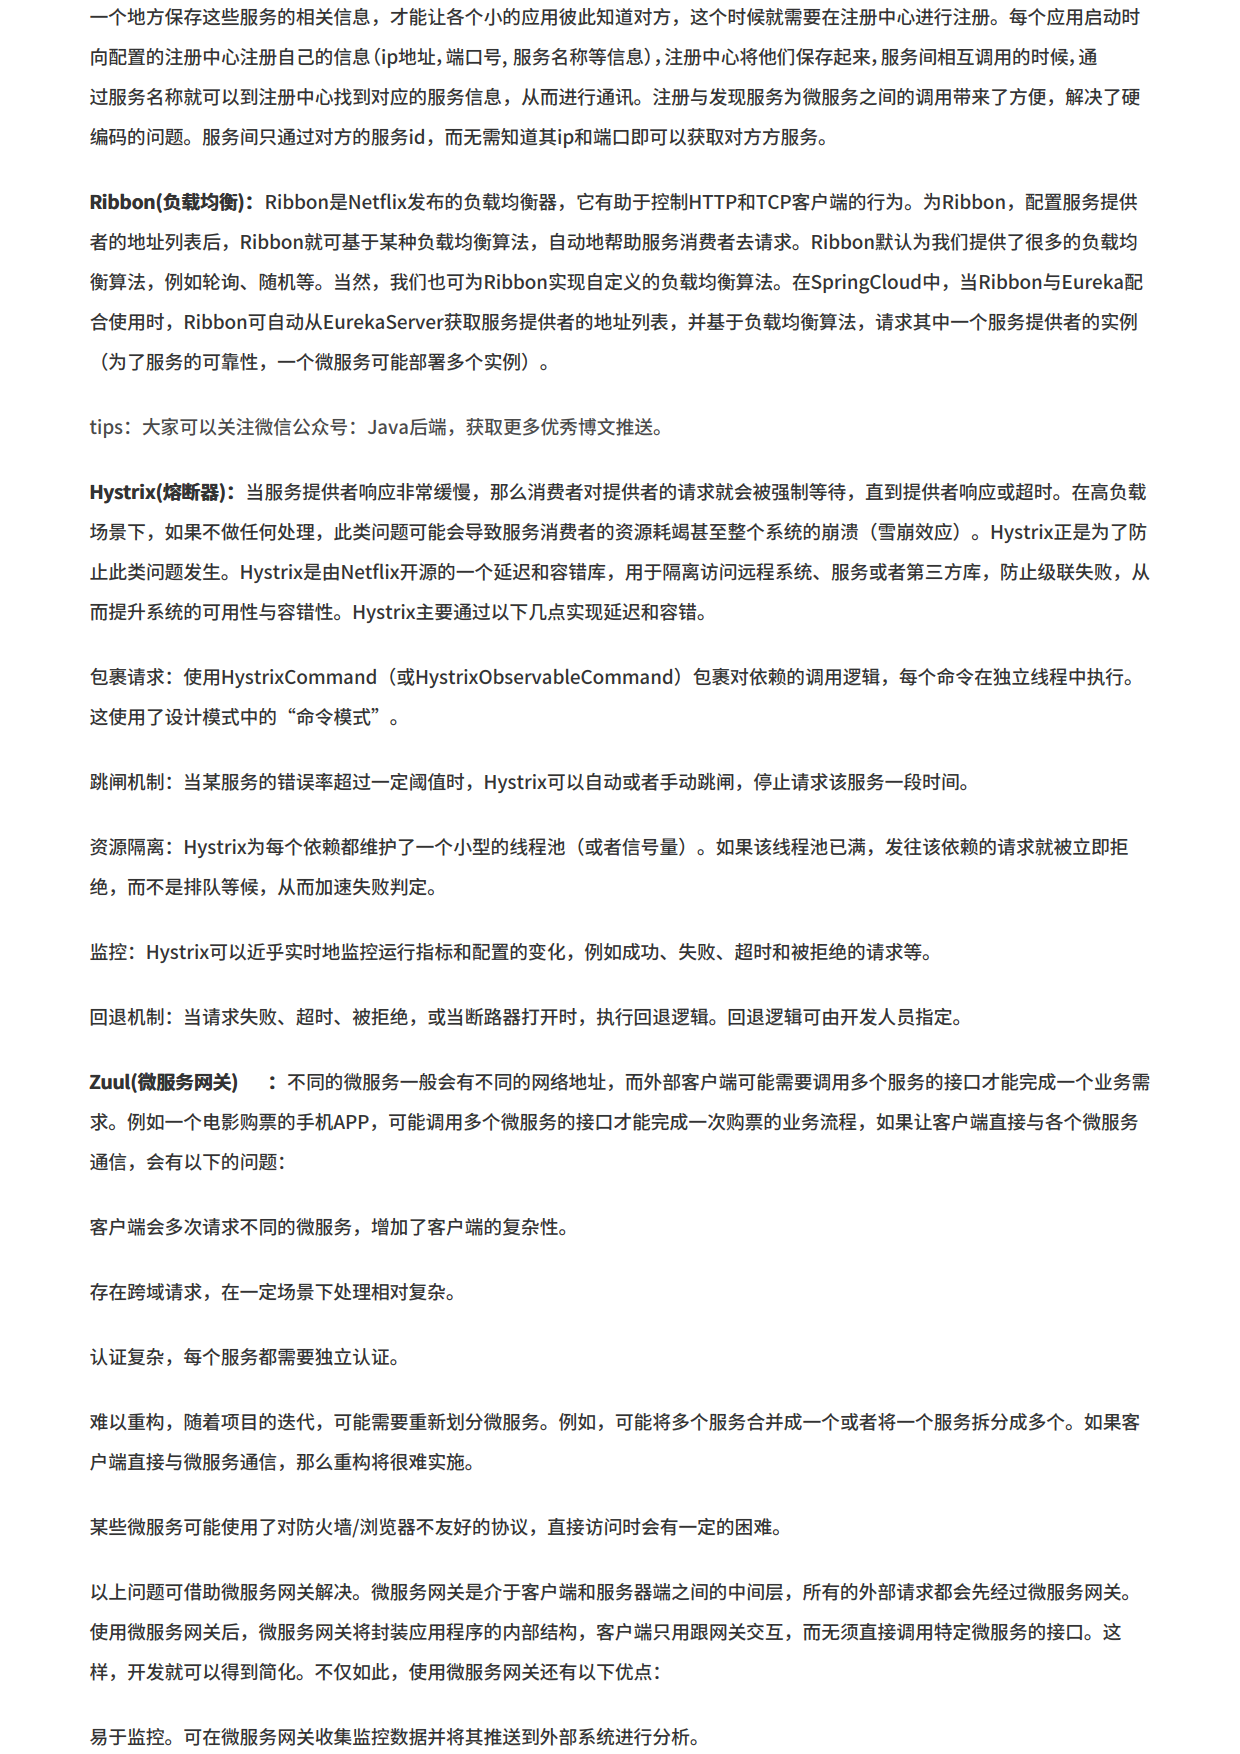 一个地方保存这些服务的相关信息，才能让各个小的应用彼此知道对方，这个时候就需要在注册中心进行注册。每个应用启动时
向配置的注册中心注册自己的信息（ip地址，端口号, 服务名称等信息），注册中心将他们保存起来，服务间相互调用的时候，通
过服务名称就可以到注册中心找到对应的服务信息，从而进行通讯。注册与发现服务为微服务之间的调用带来了方便，解决了硬
编码的问题。服务间只通过对方的服务id，而无需知道其ip和端口即可以获取对方方服务。
Ribbon(负载均衡)：Ribbon是Netflix发布的负载均衡器，它有助于控制HTTP和TCP客户端的行为。为Ribbon，配置服务提供
者的地址列表后，Ribbon就可基于某种负载均衡算法，自动地帮助服务消费者去请求。Ribbon默认为我们提供了很多的负载均
衡算法，例如轮询、随机等。当然，我们也可为Ribbon实现自定义的负载均衡算法。在SpringCloud中，当Ribbon与Eureka配
合使用时，Ribbon可自动从EurekaServer获取服务提供者的地址列表，并基于负载均衡算法，请求其中一个服务提供者的实例
（为了服务的可靠性，一个微服务可能部署多个实例）。
tips：大家可以关注微信公众号：Java后端，获取更多优秀博文推送。
Hystrix(熔断器)：当服务提供者响应非常缓慢，那么消费者对提供者的请求就会被强制等待，直到提供者响应或超时。在高负载
场景下，如果不做任何处理，此类问题可能会导致服务消费者的资源耗竭甚至整个系统的崩溃（雪崩效应）。Hystrix正是为了防
止此类问题发生。Hystrix是由Netflix开源的一个延迟和容错库，用于隔离访问远程系统、服务或者第三方库，防止级联失败，从
而提升系统的可用性与容错性。Hystrix主要通过以下几点实现延迟和容错。
包裹请求：使用HystrixCommand（或HystrixObservableCommand）包裹对依赖的调用逻辑，每个命令在独立线程中执行。
这使用了设计模式中的“命令模式”。
跳闸机制：当某服务的错误率超过一定阈值时，Hystrix可以自动或者手动跳闸，停止请求该服务一段时间。
资源隔离：Hystrix为每个依赖都维护了一个小型的线程池（或者信号量）。如果该线程池已满，发往该依赖的请求就被立即拒
绝，而不是排队等候，从而加速失败判定。
监控：Hystrix可以近乎实时地监控运行指标和配置的变化，例如成功、失败、超时和被拒绝的请求等。
回退机制：当请求失败、超时、被拒绝，或当断路器打开时，执行回退逻辑。回退逻辑可由开发人员指定。
Zuul(微服务网关) ：不同的微服务一般会有不同的网络地址，而外部客户端可能需要调用多个服务的接口才能完成一个业务需
求。例如一个电影购票的手机APP，可能调用多个微服务的接口才能完成一次购票的业务流程，如果让客户端直接与各个微服务
通信，会有以下的问题：
客户端会多次请求不同的微服务，增加了客户端的复杂性。
存在跨域请求，在一定场景下处理相对复杂。
认证复杂，每个服务都需要独立认证。
难以重构，随着项目的迭代，可能需要重新划分微服务。例如，可能将多个服务合并成一个或者将一个服务拆分成多个。如果客
户端直接与微服务通信，那么重构将很难实施。
某些微服务可能使用了对防火墙/浏览器不友好的协议，直接访问时会有一定的困难。
以上问题可借助微服务网关解决。微服务网关是介于客户端和服务器端之间的中间层，所有的外部请求都会先经过微服务网关。
使用微服务网关后，微服务网关将封装应用程序的内部结构，客户端只用跟网关交互，而无须直接调用特定微服务的接口。这
样，开发就可以得到简化。不仅如此，使用微服务网关还有以下优点：
易于监控。可在微服务网关收集监控数据并将其推送到外部系统进行分析。